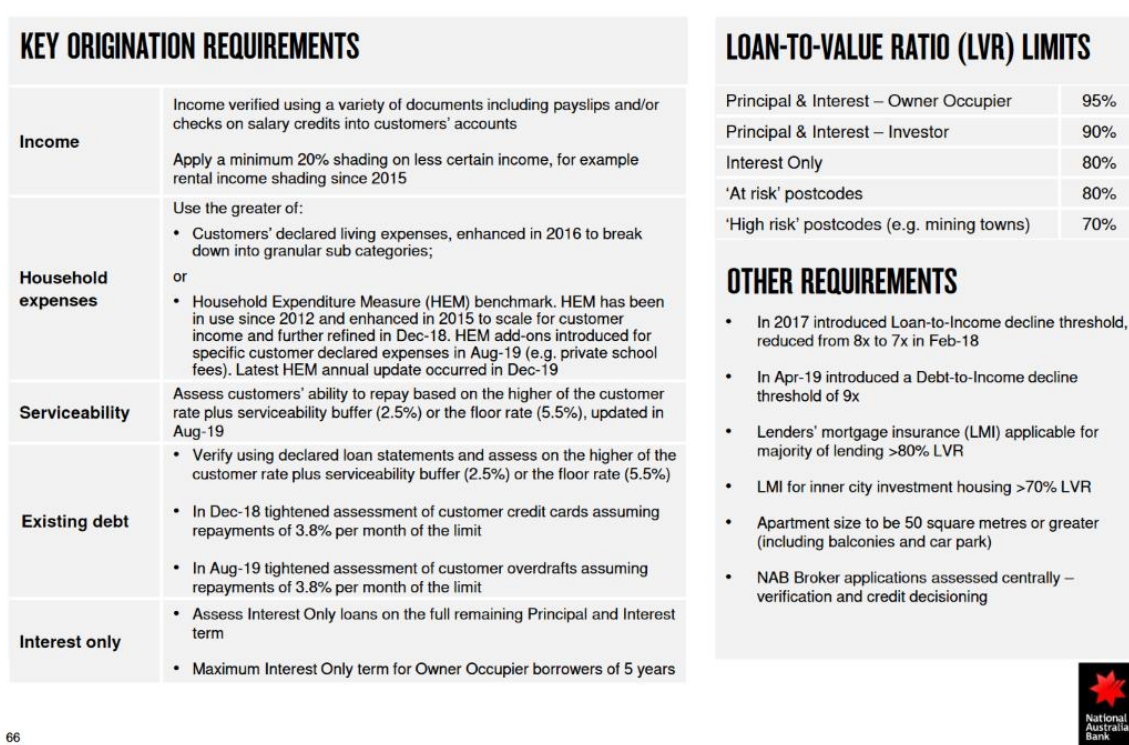 KEY ORIGINATION REQUIREMENTS
Income
Income verified using a variety of documents including payslips and/or
checks on salary credits into customers' accounts
Apply a minimum 20% shading on less certain income, for example
rental income shading since 2015
Household
expenses
Use the greater of:
• Customers' declared living expenses, enhanced in 2016 to break
down into granular sub categories;
or
• Household Expenditure Measure (HEM) benchmark. HEM has been
in use since 2012 and enhanced in 2015 to scale for customer
income and further refined in Dec-18. HEM add-ons introduced for
specific customer declared expenses in Aug-19 (e.g. private school
fees). Latest HEM annual update occurred in Dec-19
Serviceability
Assess customers' ability to repay based on the higher of the customer
rate plus serviceability buffer (2.5%) or the floor rate (5.5%), updated in
Aug-19
Existing debt
• Verify using declared loan statements and assess on the higher of the
customer rate plus serviceability buffer (2.5%) or the floor rate (5.5%)
• In Dec-18 tightened assessment of customer credit cards assuming
repayments of 3.8% per month of the limit
• In Aug-19 tightened assessment of customer overdrafts assuming
repayments of 3.8% per month of the limit
Interest only
• Assess Interest Only loans on the full remaining Principal and Interest
term
• Maximum Interest Only term for Owner Occupier borrowers of 5 years
LOAN-TO-VALUE RATIO (LVR) LIMITS
Principal & Interest – Owner Occupier 95%
Principal & Interest – Investor 90%
Interest Only 80%
'At risk' postcodes 80%
'High risk' postcodes (e.g. mining towns) 70%
OTHER REQUIREMENTS
• In 2017 introduced Loan-to-Income decline threshold,
reduced from 8x to 7x in Feb-18
• In Apr-19 introduced a Debt-to-Income decline
threshold of 9x
• Lenders' mortgage insurance (LMI) applicable for
majority of lending >80% LVR
• LMI for inner city investment housing >70% LVR
• Apartment size to be 50 square metres or greater
(including balconies and car park)
• NAB Broker applications assessed centrally –
verification and credit decisioning
National
Australia
Bank
66